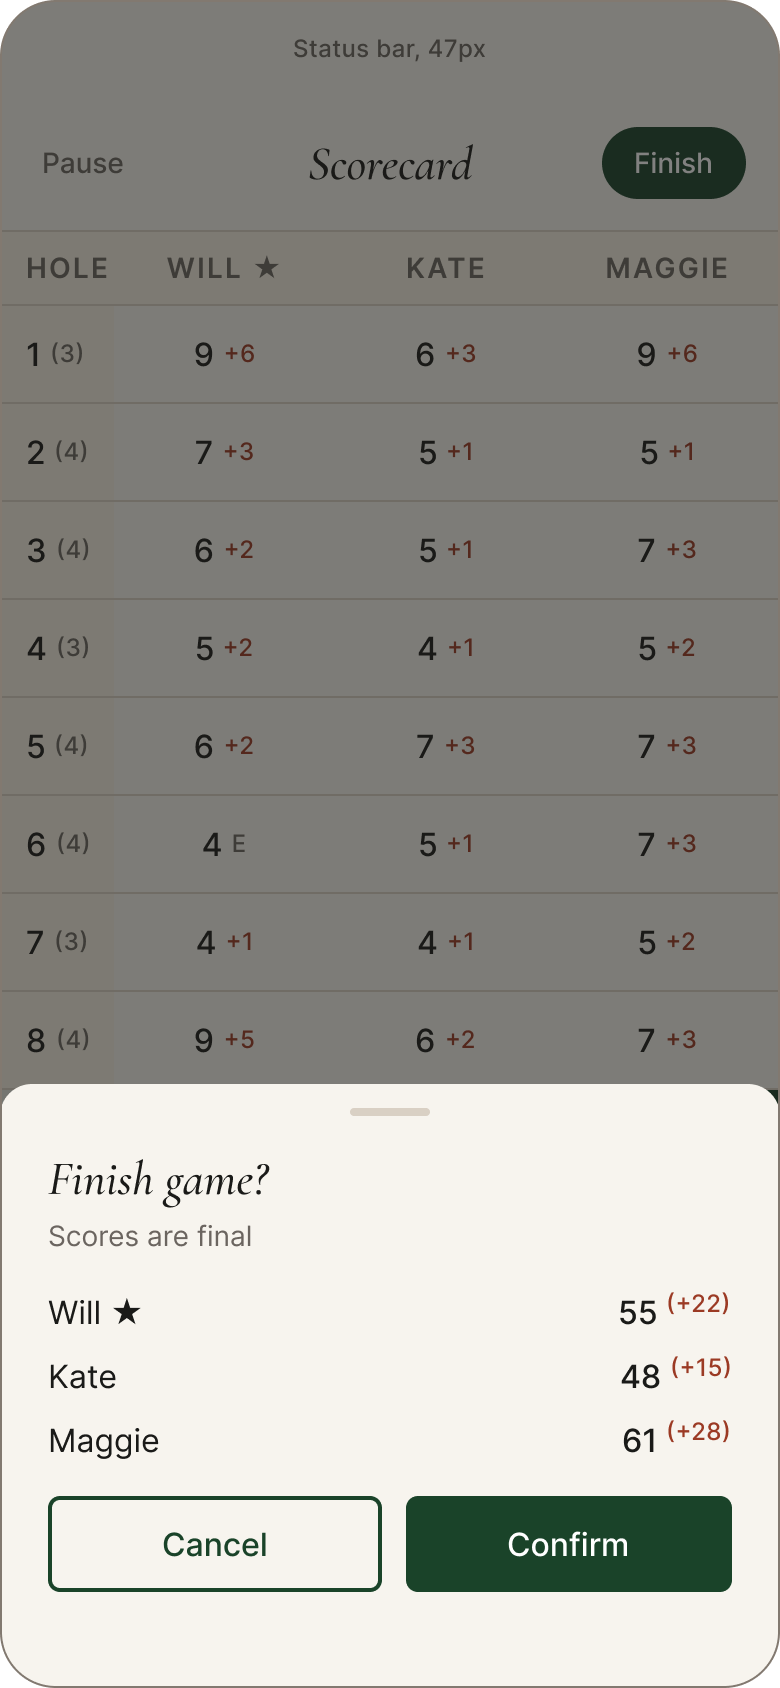 Status bar, 47px
Pause Scorecard Finish
HOLE WILL ★ KATE MAGGIE
1 (3) 9 +6 6 +3 9 +6
2 (4) 7 +3 5 +1 5 +1
3 (4) 6 +2 5 +1 7 +3
4 (3) 5 +2 4 +1 5 +2
5 (4) 6 +2 7 +3 7 +3
6 (4) 4 E 5 +1 7 +3
7 (3) 4 +1 4 +1 5 +2
8 (4) 9 +5 6 +2 7 +3
Finish game?
Scores are final
Will ★ 55 (+22)
Kate 48 (+15)
Maggie 61 (+28)
Cancel Confirm